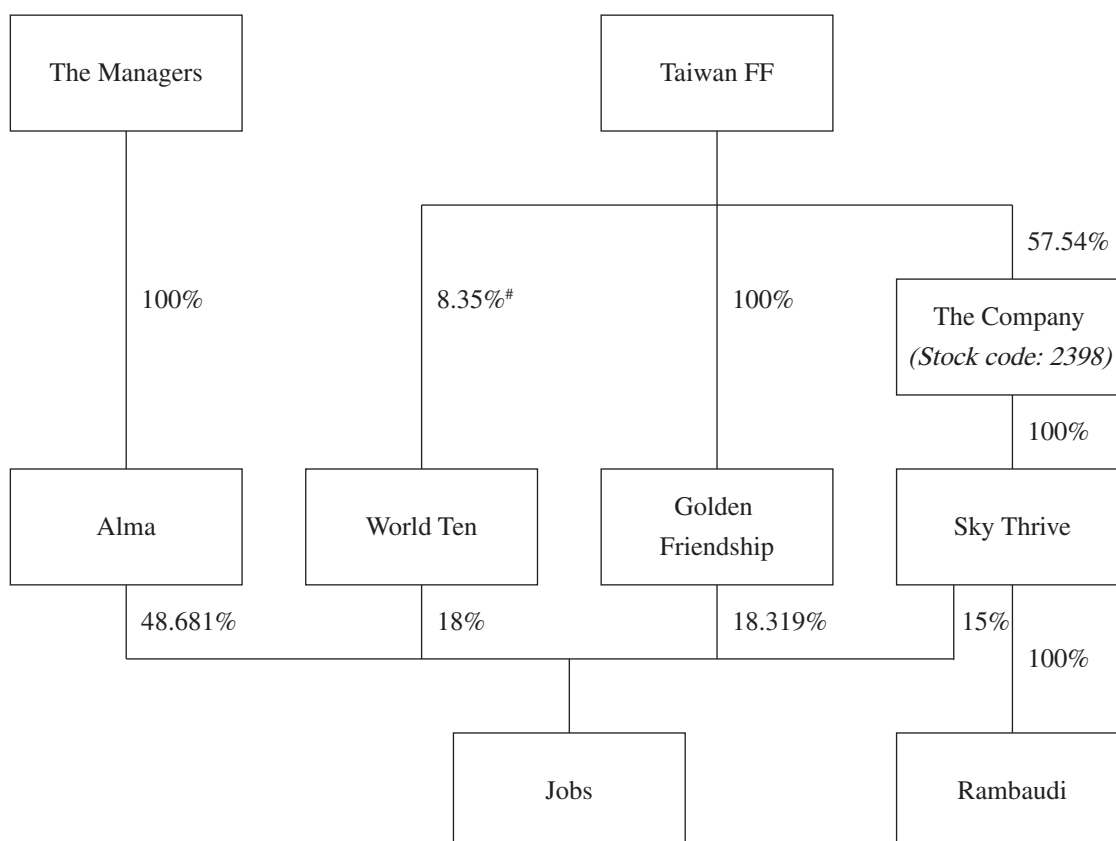 The Managers
Taiwan FF
57.54%
100%
8.35%#
100%
The Company
(Stock code: 2398)
100%
Alma
World Ten
Golden
Friendship
Sky Thrive
48.681%
18%
18.319%
15%
100%
Jobs
Rambaudi